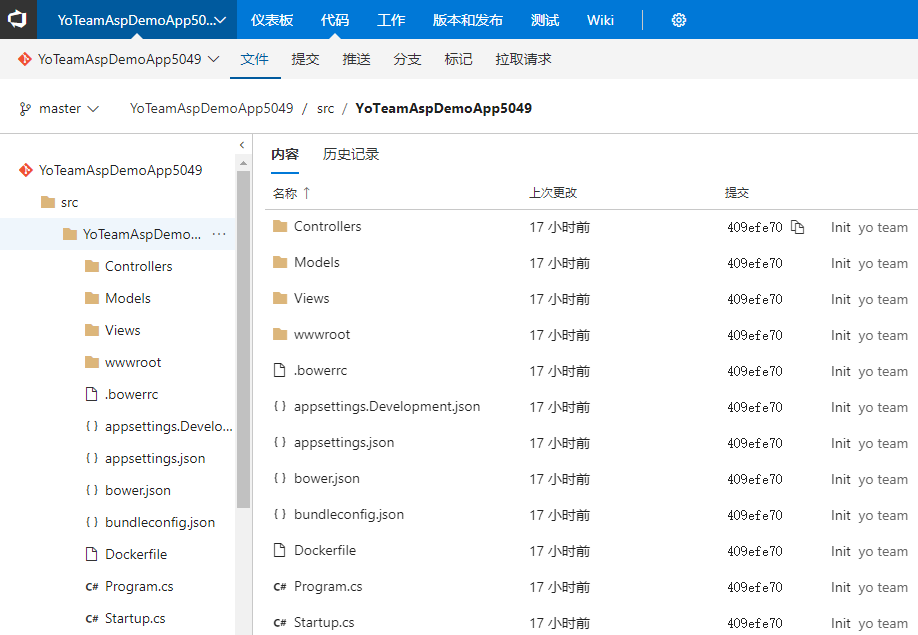 YoTeamAspDemoApp50... 仪表板 代码 工作 版本和发布 测试 Wiki
YoTeamAspDemoApp5049 文件 提交 推送 分支 标记 拉取请求
master YoTeamAspDemoApp5049 / src / YoTeamAspDemoApp5049
YoTeamAspDemoApp5049
src
YoTeamAspDemo... ...
Controllers
Models
Views
wwwroot
.bowerrc
{ } appsettings.Develo...
{ } appsettings.json
{ } bower.json
{ } bundleconfig.json
Dockerfile
C# Program.cs
C# Startup.cs
内容 历史记录
名称 ↑ 上次更改 提交
Controllers 17 小时前 409efe70 Init yo team
Models 17 小时前 409efe70 Init yo team
Views 17 小时前 409efe70 Init yo team
wwwroot 17 小时前 409efe70 Init yo team
.bowerrc 17 小时前 409efe70 Init yo team
{ } appsettings.Development.json 17 小时前 409efe70 Init yo team
{ } appsettings.json 17 小时前 409efe70 Init yo team
{ } bower.json 17 小时前 409efe70 Init yo team
{ } bundleconfig.json 17 小时前 409efe70 Init yo team
Dockerfile 17 小时前 409efe70 Init yo team
C# Program.cs 17 小时前 409efe70 Init yo team
C# Startup.cs 17 小时前 409efe70 Init yo team